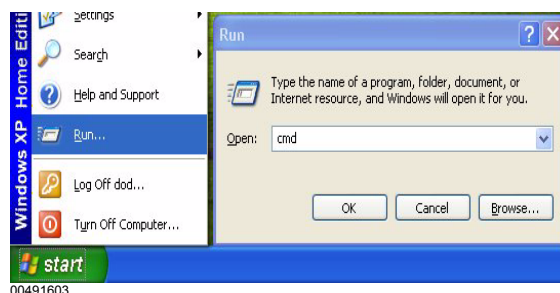 Windows XP Home Editi
Settings
Search
Help and Support
Run...
Log Off dod...
Turn Off Computer...
start
Run
Type the name of a program, folder, document, or
Internet resource, and Windows will open it for you.
Open: cmd
OK Cancel Browse...
00491603